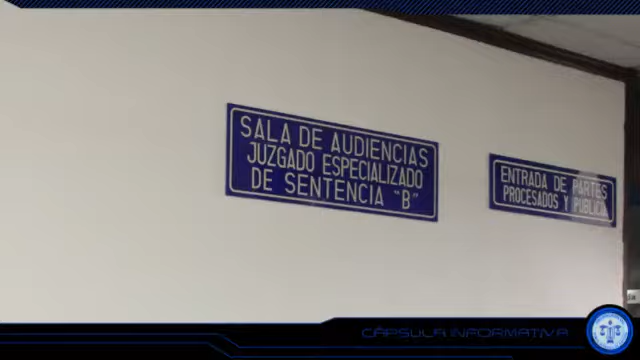 SALA DE AUDIENCIAS
JUZGADO ESPECIALIZADO
DE SENTENCIA "B"
ENTRADA DE PARTES
PROCESADOS Y PUBLICO
CÁPSULA INFORMATIVA